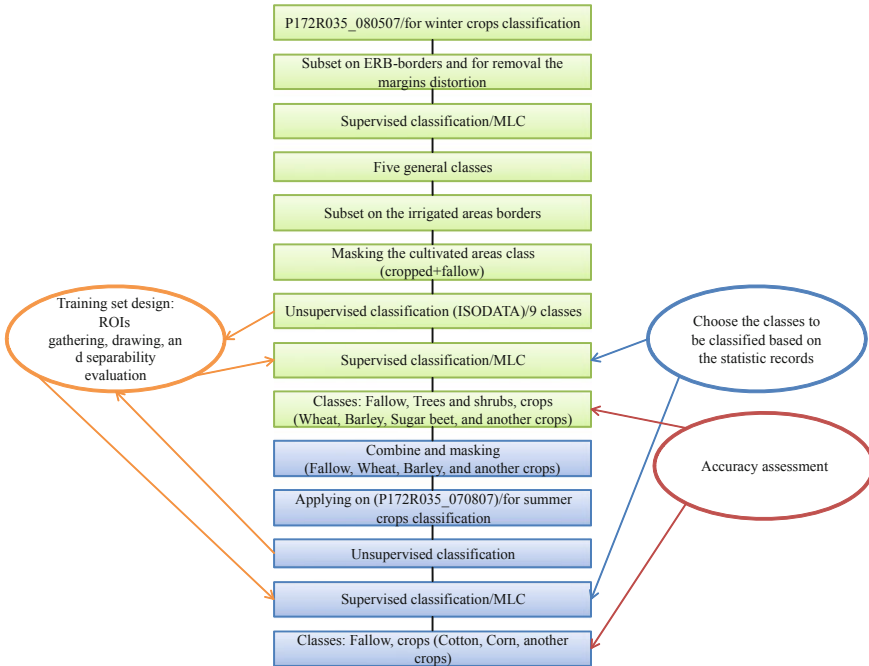 P172R035_080507/for winter crops classification
Subset on ERB-borders and for removal the
margins distortion
Supervised classification/MLC
Five general classes
Subset on the irrigated areas borders
Masking the cultivated areas class
(cropped+fallow)
Unsupervised classification (ISODATA)/9 classes
Supervised classification/MLC
Classes: Fallow, Trees and shrubs, crops
(Wheat, Barley, Sugar beet, and another crops)
Combine and masking
(Fallow, Wheat, Barley, and another crops)
Applying on (P172R035_070807)/for summer
crops classification
Unsupervised classification
Supervised classification/MLC
Classes: Fallow, crops (Cotton, Corn, another
crops)
Training set design:
ROIs
gathering, drawing, an
d separability
evaluation
Choose the classes to
be classified based on
the statistic records
Accuracy assessment